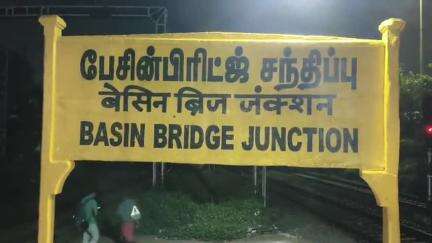 பேசின்பிரிட்ஜ் சந்திப்பு
बेसिन ब्रिज जंक्शन
BASIN BRIDGE JUNCTION